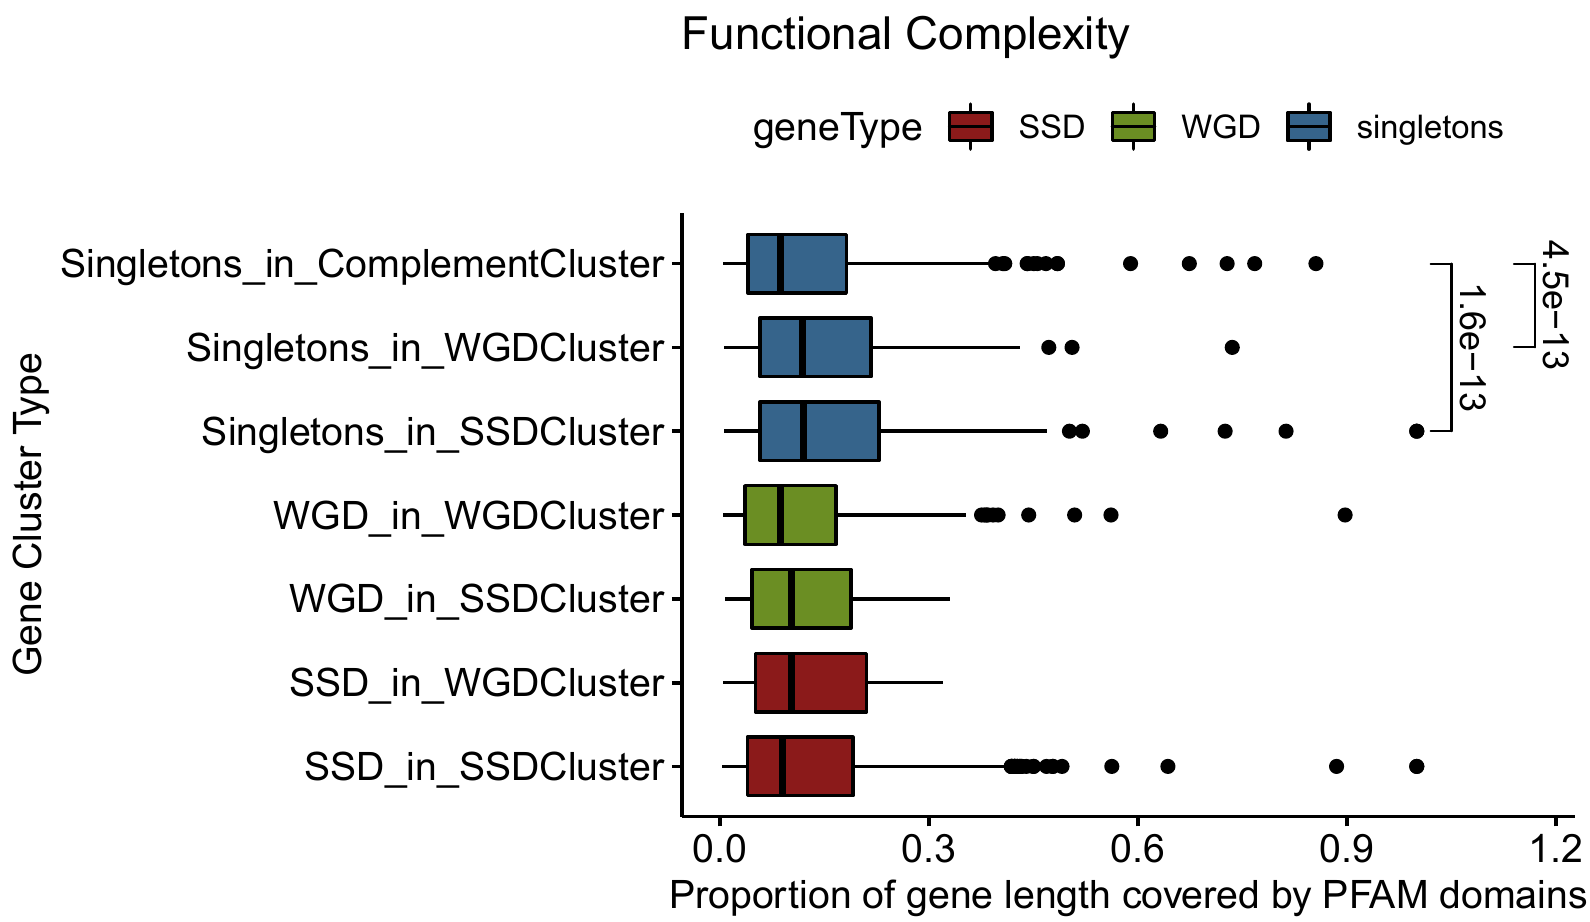 Functional Complexity
geneType SSD WGD singletons
Gene Cluster Type
Singletons_in_ComplementCluster
Singletons_in_WGDCluster
Singletons_in_SSDCluster
WGD_in_WGDCluster
WGD_in_SSDCluster
SSD_in_WGDCluster
SSD_in_SSDCluster
1.6e−13
4.5e−13
0.0 0.3 0.6 0.9 1.2
Proportion of gene length covered by PFAM domains